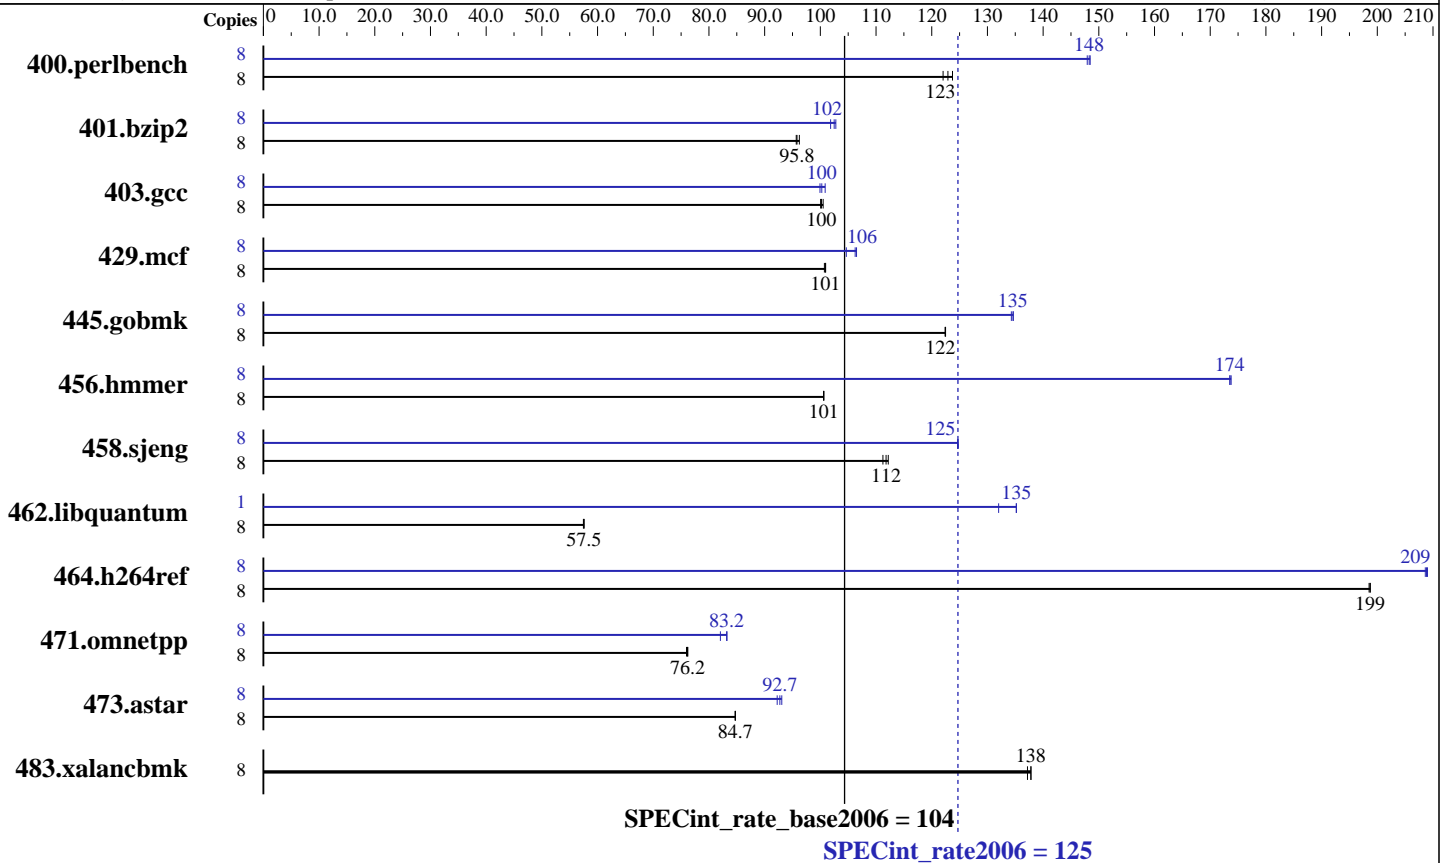 Copies 0 10.0 20.0 30.0 40.0 50.0 60.0 70.0 80.0 90.0 100 110 120 130 140 150 160 170 180 190 200 210
400.perlbench 8 148
8 123
401.bzip2 8 102
8 95.8
403.gcc 8 100
8 100
429.mcf 8 106
8 101
445.gobmk 8 135
8 122
456.hmmer 8 174
8 101
458.sjeng 8 125
8 112
462.libquantum 1 135
8 57.5
464.h264ref 8 209
8 199
471.omnetpp 8 83.2
8 76.2
473.astar 8 92.7
8 84.7
483.xalancbmk 8 138
SPECint_rate_base2006 = 104
SPECint_rate2006 = 125